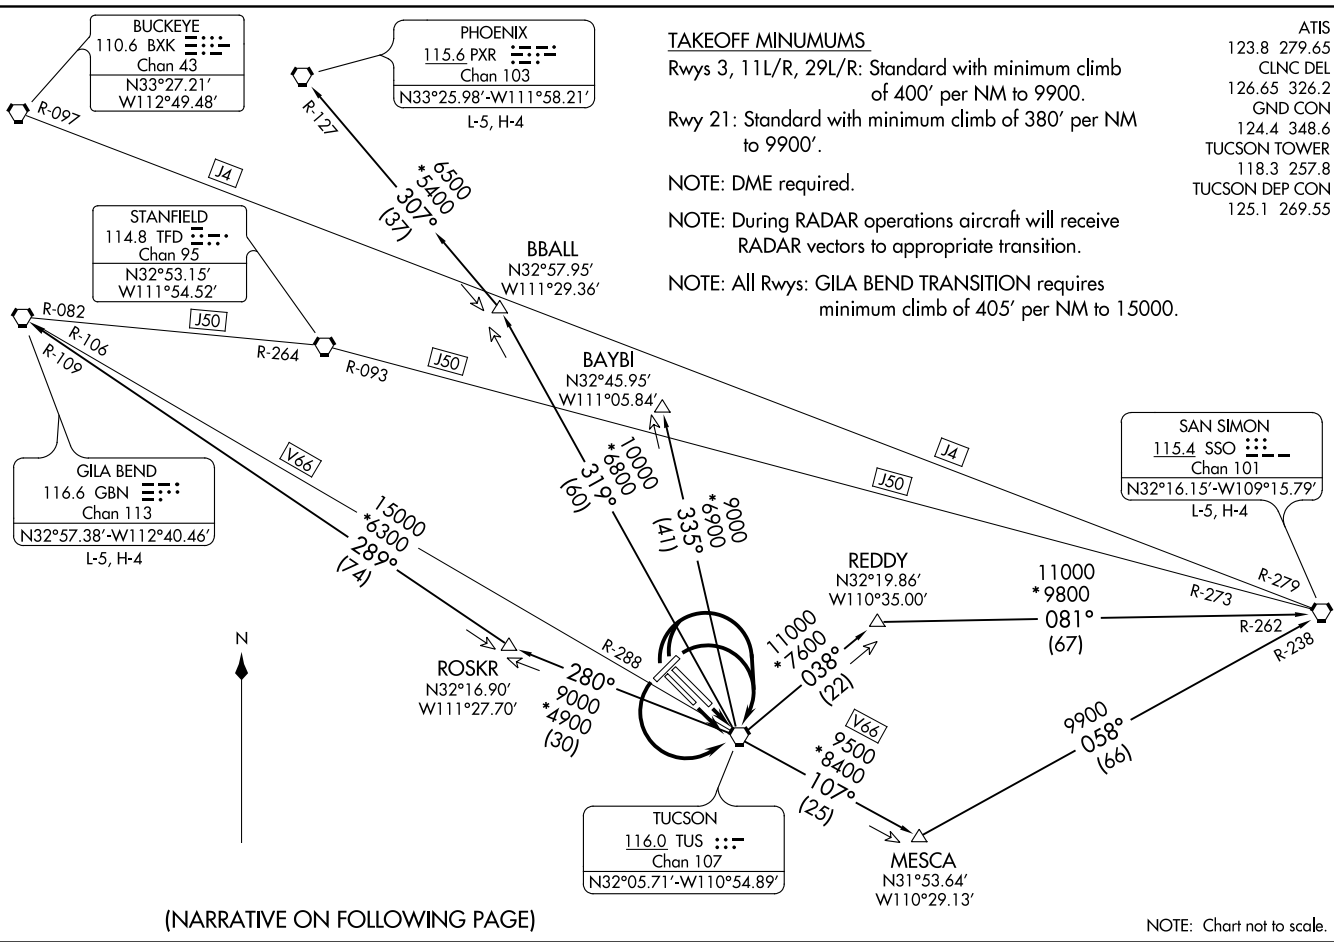 BUCKEYE
110.6 BXK
Chan 43
N33°27.21′
W112°49.48′
PHOENIX
115.6 PXR
Chan 103
N33°25.98′-W111°58.21′
L-5, H-4
TAKEOFF MINUMUMS
Rwys 3, 11L/R, 29L/R: Standard with minimum climb
of 400′ per NM to 9900.
Rwy 21: Standard with minimum climb of 380′ per NM
to 9900′.
NOTE: DME required.
NOTE: During RADAR operations aircraft will receive
RADAR vectors to appropriate transition.
NOTE: All Rwys: GILA BEND TRANSITION requires
minimum climb of 405′ per NM to 15000.
ATIS
123.8 279.65
CLNC DEL
126.65 326.2
GND CON
124.4 348.6
TUCSON TOWER
118.3 257.8
TUCSON DEP CON
125.1 269.55
R-097
R-127
J4
6500
*5400
307°
(37)
STANFIELD
114.8 TFD
Chan 95
N32°53.15′
W111°54.52′
BBALL
N32°57.95′
W111°29.36′
R-082
J50
R-106
R-109
R-264
R-093
J50
BAYBI
N32°45.95′
W111°05.84′
GILA BEND
116.6 GBN
Chan 113
N32°57.38′-W112°40.46′
L-5, H-4
V66
15000
*6300
289°
(74)
10000
*6800
319°
(60)
9000
*6900
335°
(41)
J4
J50
SAN SIMON
115.4 SSO
Chan 101
N32°16.15′-W109°15.79′
L-5, H-4
REDDY
N32°19.86′
W110°35.00′
11000
*9800
081°
(67)
R-279
R-273
R-262
R-238
11000
*7600
038°
(22)
N
ROSKR
N32°16.90′
W111°27.70′
R-288
280°
9000
*4900
(30)
V66
9500
*8400
107°
(25)
9900
058°
(66)
TUCSON
116.0 TUS
Chan 107
N32°05.71′-W110°54.89′
MESCA
N31°53.64′
W110°29.13′
(NARRATIVE ON FOLLOWING PAGE)
NOTE: Chart not to scale.